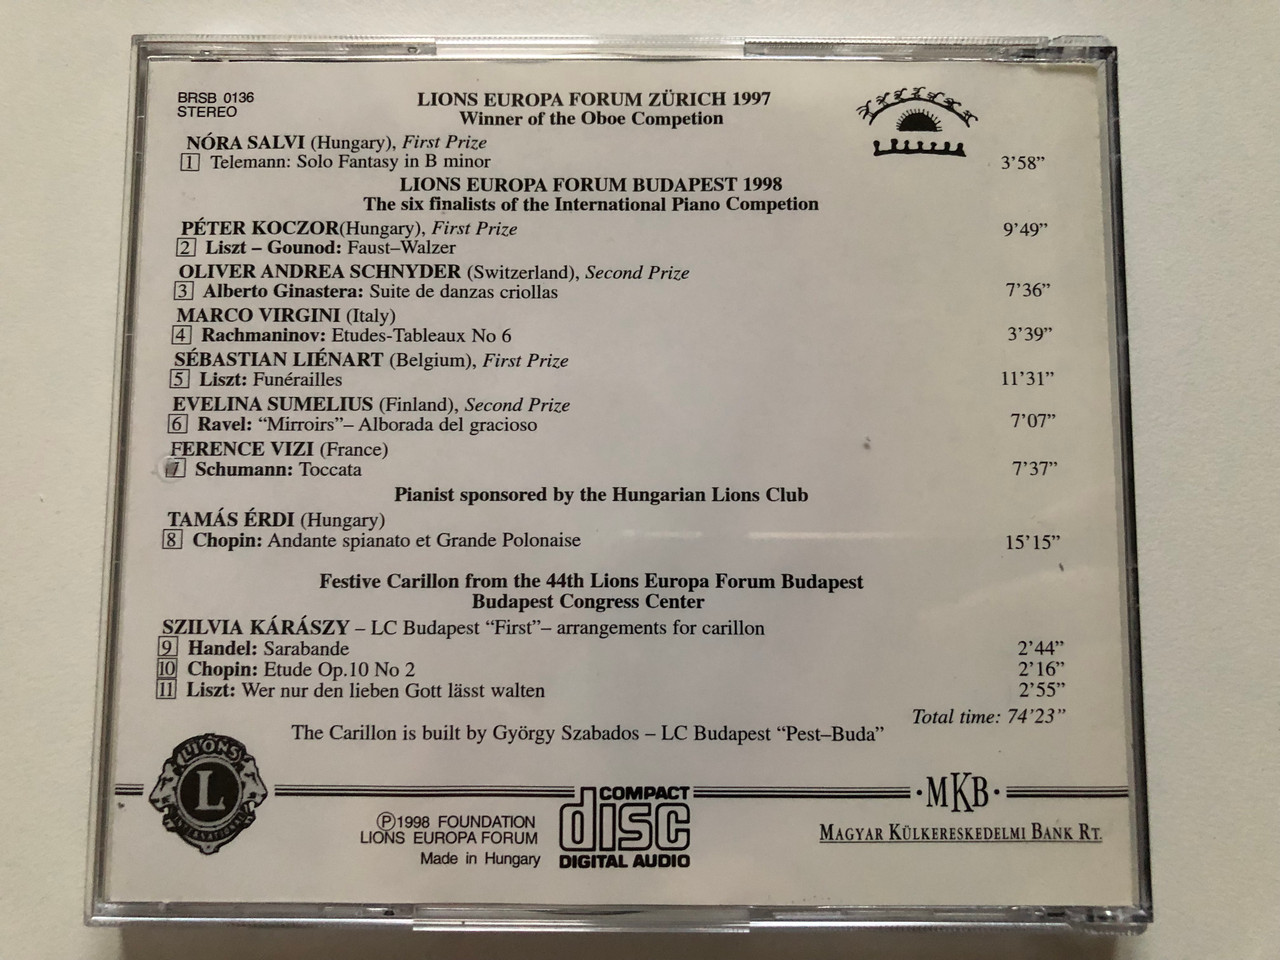 BRSB 0136
STEREO
LIONS EUROPA FORUM ZÜRICH 1997
Winner of the Oboe Competion
NÓRA SALVI (Hungary), First Prize
1 Telemann: Solo Fantasy in B minor 3’58”
LIONS EUROPA FORUM BUDAPEST 1998
The six finalists of the International Piano Competion
PÉTER KOCZOR(Hungary), First Prize 9’49”
2 Liszt – Gounod: Faust–Walzer
OLIVER ANDREA SCHNYDER (Switzerland), Second Prize
3 Alberto Ginastera: Suite de danzas criollas 7’36”
MARCO VIRGINI (Italy)
4 Rachmaninov: Etudes-Tableaux No 6 3’39”
SÉBASTIAN LIÉNART (Belgium), First Prize
5 Liszt: Funérailles 11’31”
EVELINA SUMELIUS (Finland), Second Prize
6 Ravel: “Mirroirs”– Alborada del gracioso 7’07”
FERENCE VIZI (France)
7 Schumann: Toccata 7’37”
Pianist sponsored by the Hungarian Lions Club
TAMÁS ÉRDI (Hungary)
8 Chopin: Andante spianato et Grande Polonaise 15’15”
Festive Carillon from the 44th Lions Europa Forum Budapest
Budapest Congress Center
SZILVIA KÁRÁSZY – LC Budapest “First”– arrangements for carillon
9 Handel: Sarabande 2’44”
10 Chopin: Etude Op.10 No 2 2’16”
11 Liszt: Wer nur den lieben Gott lässt walten 2’55”
Total time: 74’23”
The Carillon is built by György Szabados – LC Budapest “Pest–Buda”
LIONS
L
INTERNATIONAL
℗1998 FOUNDATION
LIONS EUROPA FORUM
Made in Hungary
COMPACT
disc
DIGITAL AUDIO
·MKB·
MAGYAR KÜLKERESKEDELMI BANK RT.